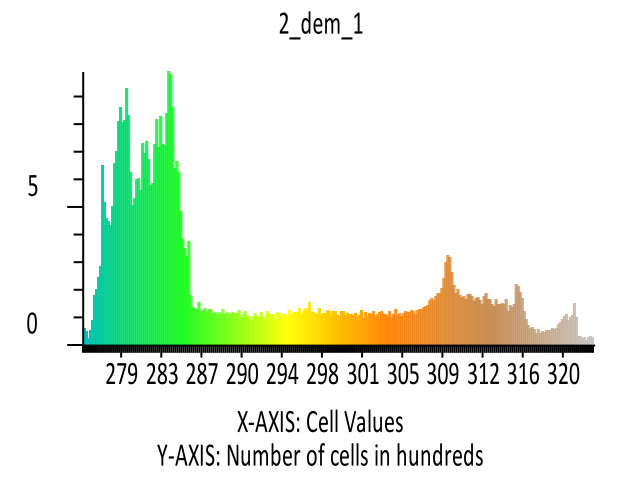 2_dem_1
5
0
279 283 287 290 294 298 301 305 309 312 316 320
X-AXIS: Cell Values
Y-AXIS: Number of cells in hundreds